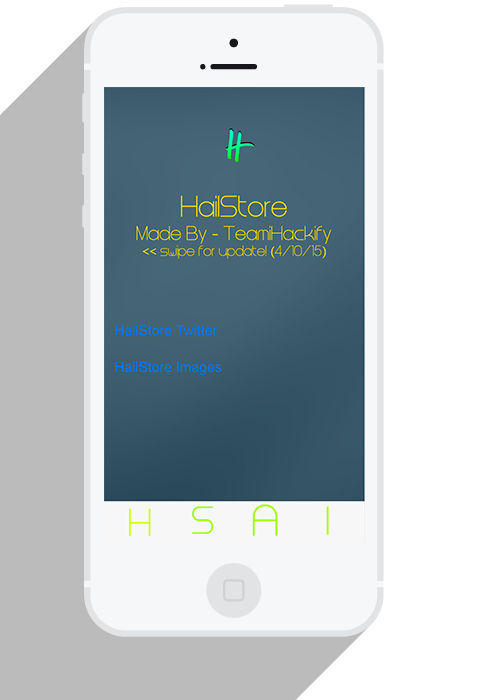 H
HailStore
Made By - TeamiHackify
<< swipe for update! (4/10/15)
HailStore Twitter
HailStore Images
H S A I